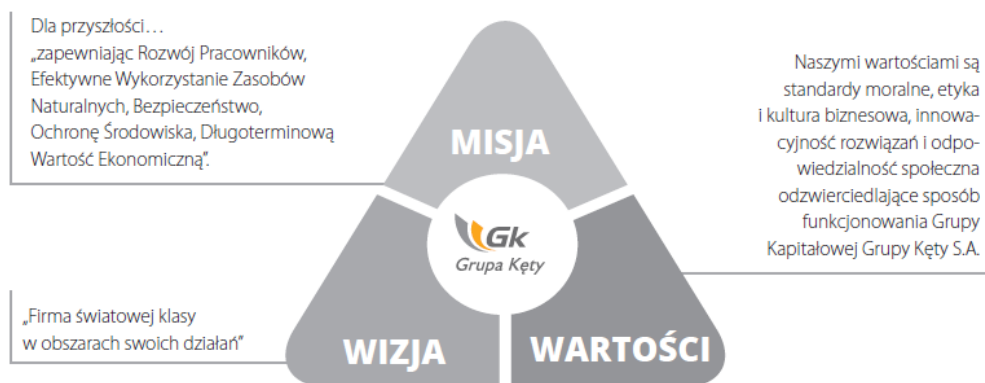 Dla przyszłości…
„zapewniając Rozwój Pracowników,
Efektywne Wykorzystanie Zasobów
Naturalnych, Bezpieczeństwo,
Ochronę Środowiska, Długoterminową
Wartość Ekonomiczną”.
MISJA
Naszymi wartościami są
standardy moralne, etyka
i kultura biznesowa, innowa-
cyjność rozwiązań i odpo-
wiedzialność społeczna
odzwierciedlające sposób
funkcjonowania Grupy
Kapitałowej Grupy Kęty S.A.
Gk
Grupa Kęty
„Firma światowej klasy
w obszarach swoich działań”
WIZJA
WARTOŚCI